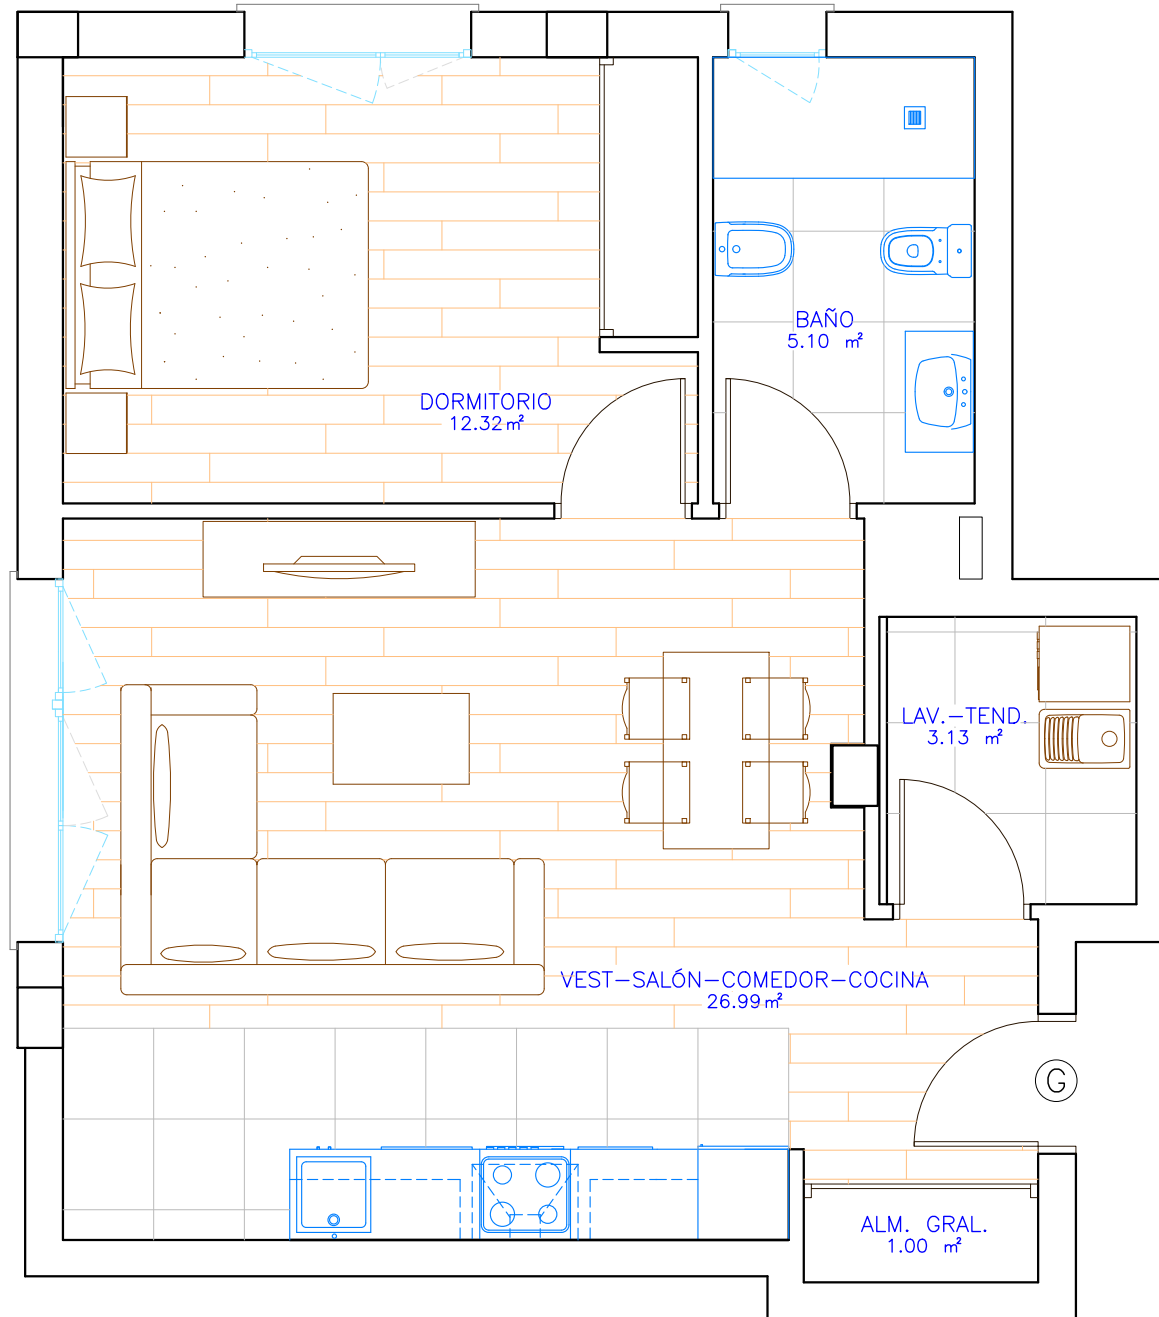 BAÑO
5.10 m²
DORMITORIO
12.32 m²
LAV.-TEND.
3.13 m²
VEST-SALÓN-COMEDOR-COCINA
26.99 m²
G
ALM. GRAL.
1.00 m²